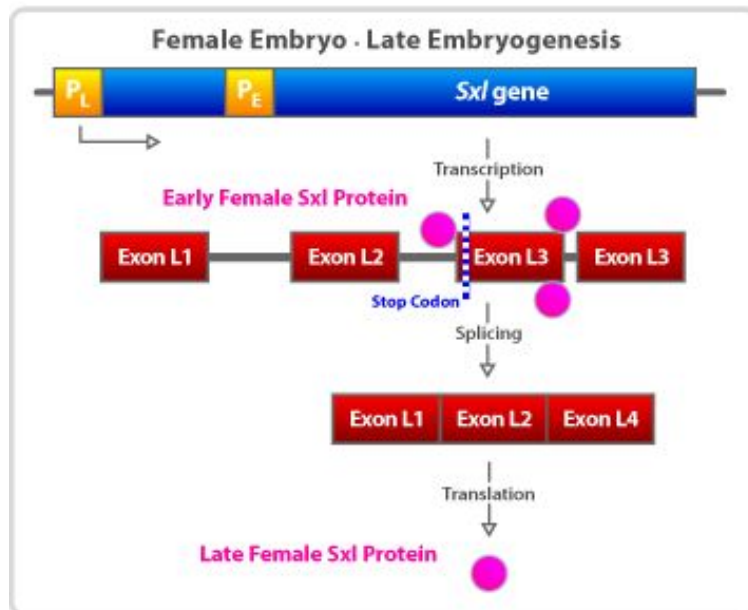 Female Embryo . Late Embryogenesis
PL
PE
Sxl gene
Transcription
Early Female Sxl Protein
Exon L1
Exon L2
Exon L3
Exon L3
Stop Codon
Splicing
Exon L1
Exon L2
Exon L4
Translation
Late Female Sxl Protein